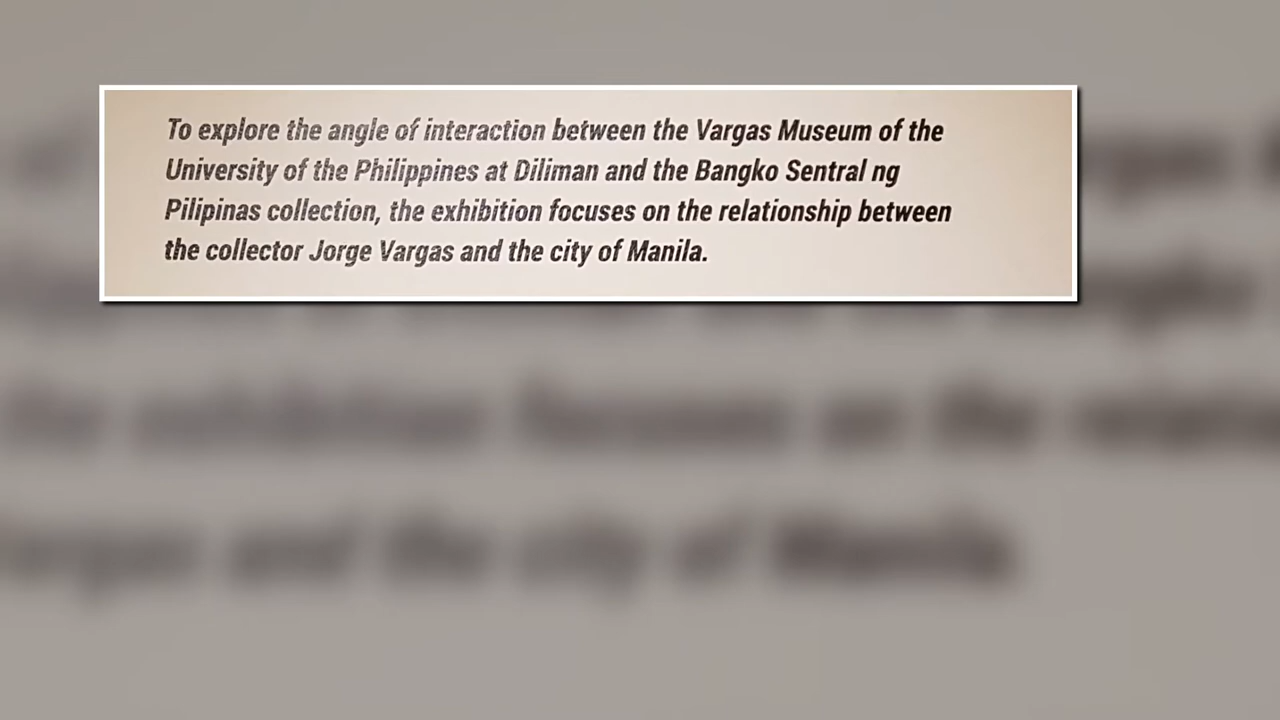 To explore the angle of interaction between the Vargas Museum of the
University of the Philippines at Diliman and the Bangko Sentral ng
Pilipinas collection, the exhibition focuses on the relationship between
the collector Jorge Vargas and the city of Manila.